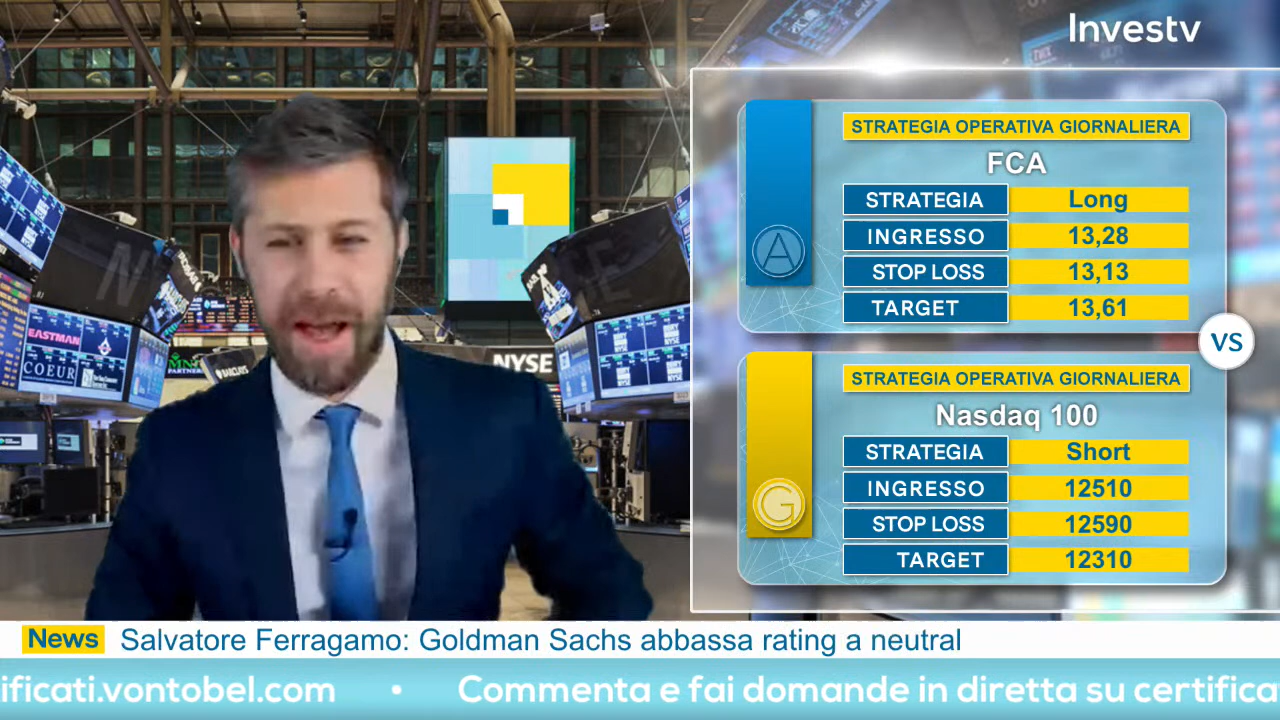 Investv
STRATEGIA OPERATIVA GIORNALIERA
FCA
STRATEGIA Long
INGRESSO 13,28
STOP LOSS 13,13
TARGET 13,61
A
VS
STRATEGIA OPERATIVA GIORNALIERA
Nasdaq 100
STRATEGIA Short
INGRESSO 12510
STOP LOSS 12590
TARGET 12310
G
EASTMAN
COEUR
BARCLAYS
NYSE
News Salvatore Ferragamo: Goldman Sachs abbassa rating a neutral
ificati.vontobel.com • Commenta e fai domande in diretta su certifica